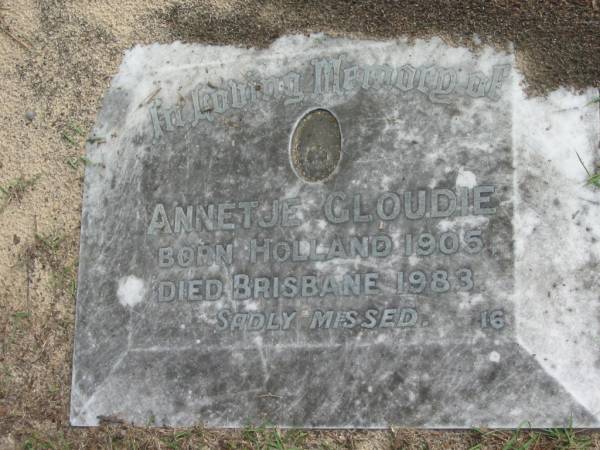 In Loving Memory of
ANNETJE CLOUDIE
BORN HOLLAND 1905.
DIED BRISBANE 1983
SADLY MISSED. 16